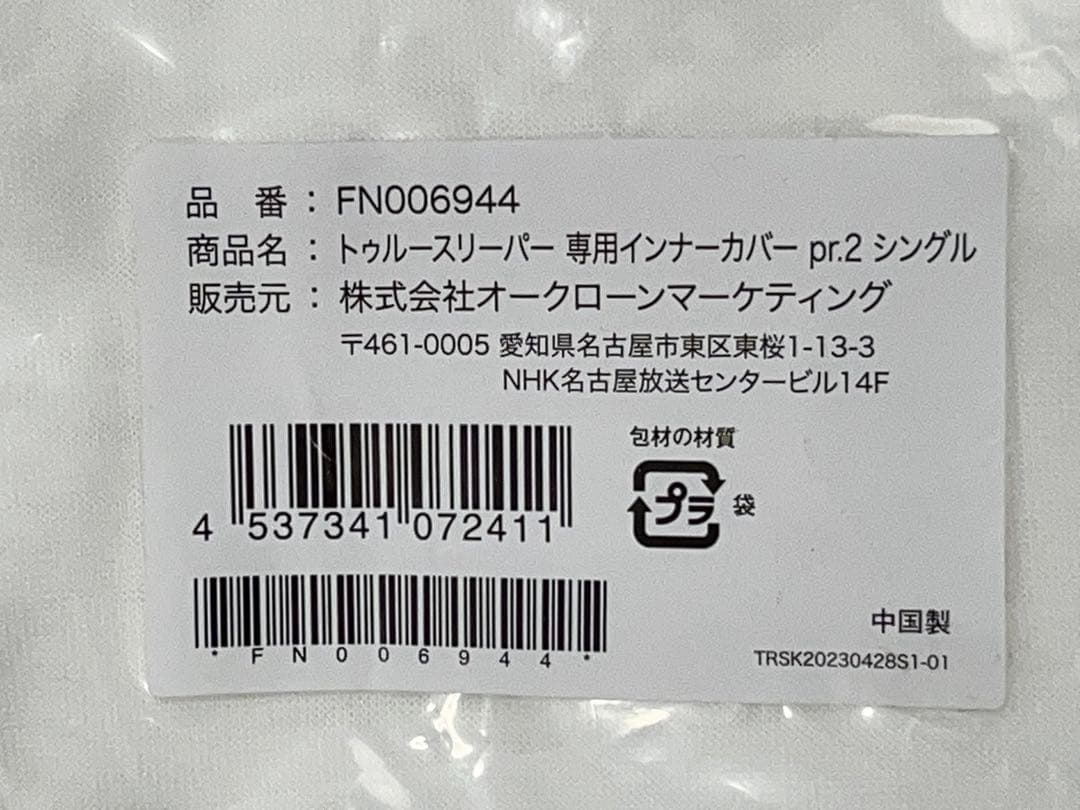 品　番 : FN006944
商品名 : トゥルースリーパー 専用インナーカバー pr.2 シングル
販売元 : 株式会社オークローンマーケティング
〒461-0005 愛知県名古屋市東区東桜1-13-3
NHK名古屋放送センタービル14F
包材の材質
プラ 袋
4 537341 072411
*FN006944*
中国製
TRSK20230428S1-01